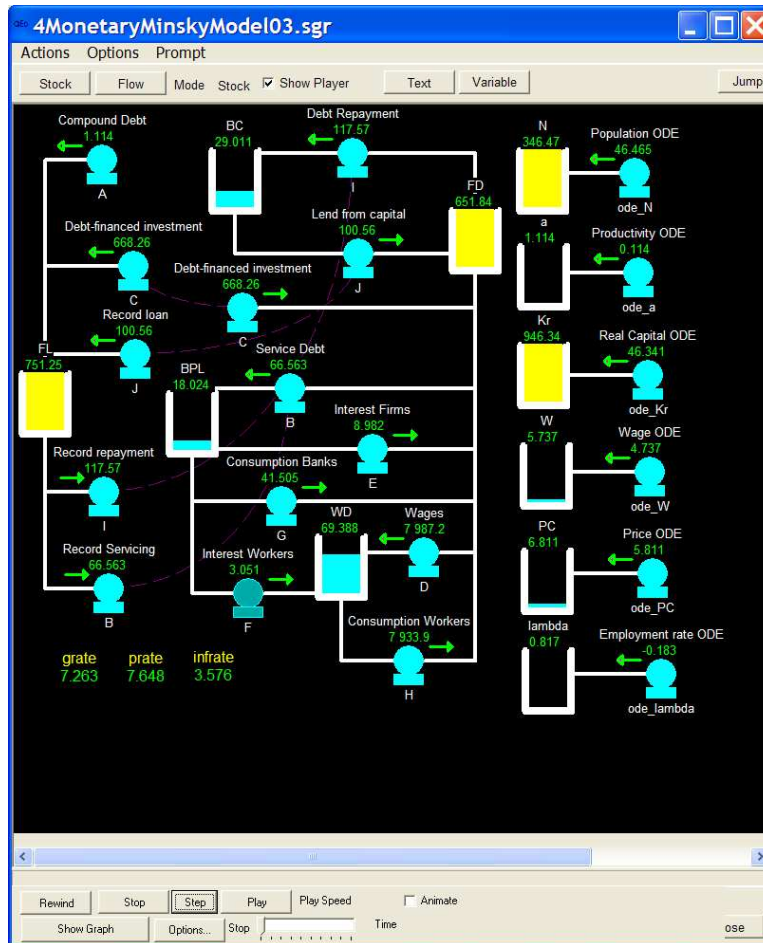 4MonetaryMinskyModel03.sgr
Actions Options Prompt
Stock Flow Mode Stock Show Player Text Variable Jump
Compound Debt
1.114
A
BC
29.011
Debt Repayment
117.57
I
FD
651.84
Lend from capital
100.56
J
Debt-financed investment
668.26
C
Debt-financed investment
668.26
C
Record loan
100.56
J
FL
751.25
BPL
18.024
Service Debt
66.563
B
Interest Firms
8.982
E
Consumption Banks
41.505
G
Record repayment
117.57
I
WD
69.388
Wages
7 987.2
D
Record Servicing
66.563
B
Interest Workers
3.051
F
Consumption Workers
7 933.9
H
grate prate infrate
7.263 7.648 3.576
N
346.47
Population ODE
46.465
ode_N
a
1.114
Productivity ODE
0.114
ode_a
Kr
946.34
Real Capital ODE
46.341
ode_Kr
W
5.737
Wage ODE
4.737
ode_W
PC
6.811
Price ODE
5.811
ode_PC
lambda
0.817
Employment rate ODE
-0.183
ode_lambda
Rewind Stop Step Play Play Speed Animate
Show Graph Options... Stop Time ose